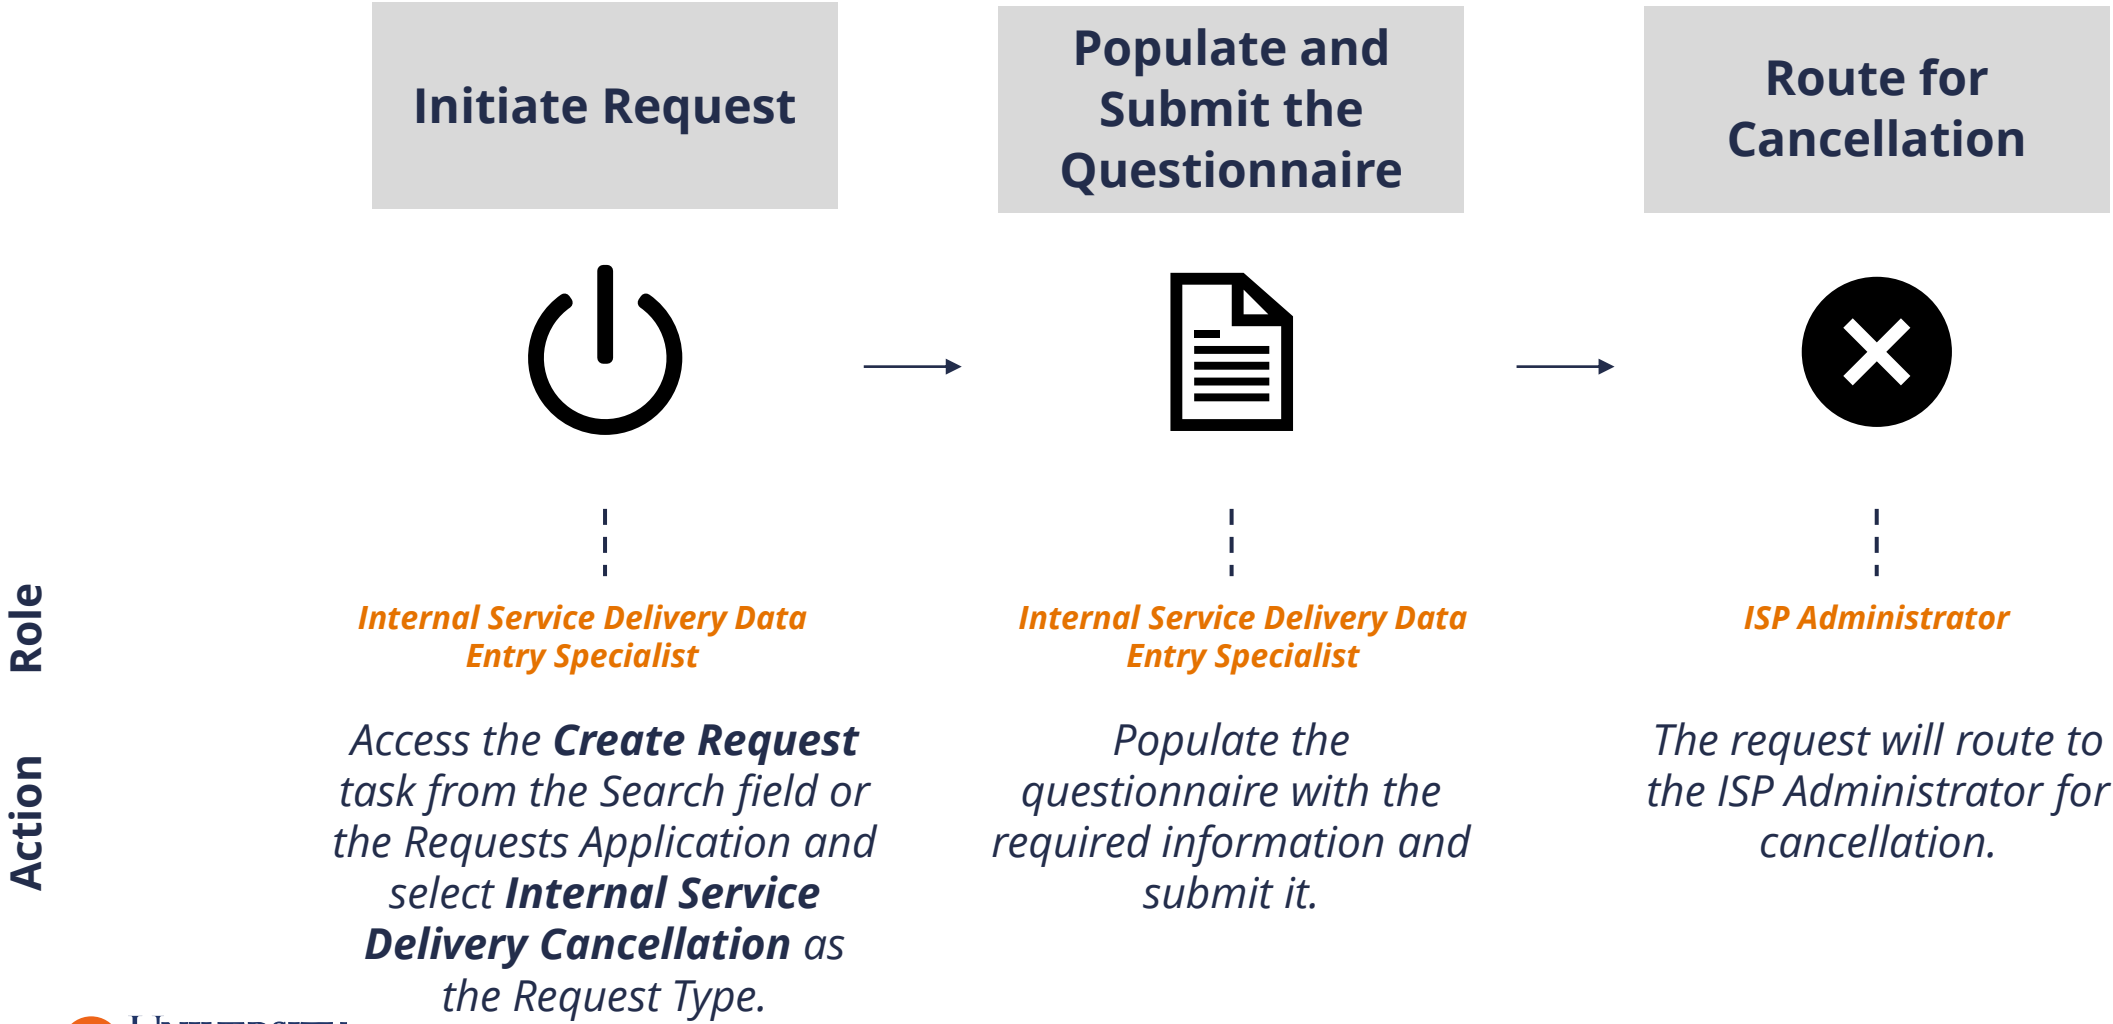 Initiate Request
Populate and
Submit the
Questionnaire
Route for
Cancellation
Role
Internal Service Delivery Data
Entry Specialist
Internal Service Delivery Data
Entry Specialist
ISP Administrator
Action
Access the Create Request
task from the Search field or
the Requests Application and
select Internal Service
Delivery Cancellation as
the Request Type.
Populate the
questionnaire with the
required information and
submit it.
The request will route to
the ISP Administrator for
cancellation.